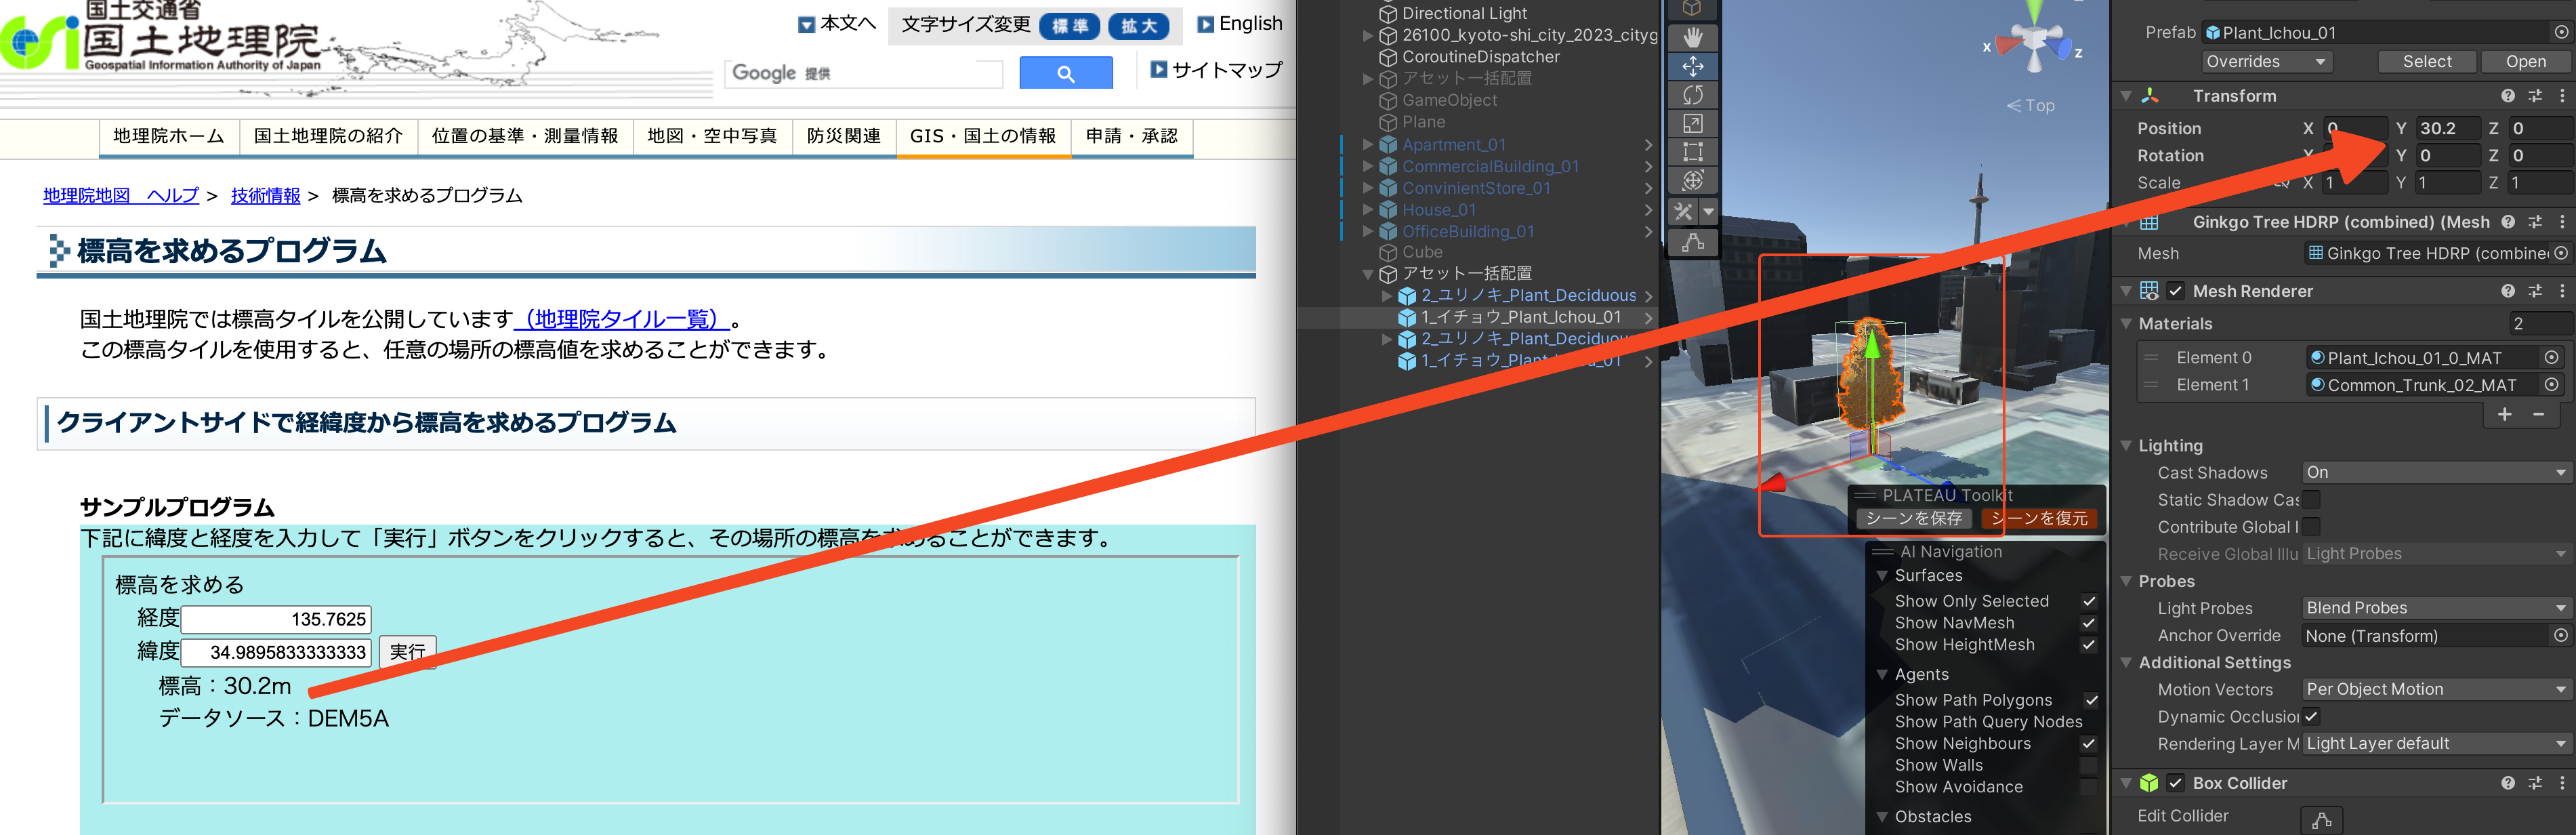 国土交通省
国土地理院
Geospatial Information Authority of Japan
本文へ
文字サイズ変更
標準
拡大
English
Google 提供
サイトマップ
地理院ホーム
国土地理院の紹介
位置の基準・測量情報
地図・空中写真
防災関連
GIS・国土の情報
申請・承認
地理院地図　ヘルプ > 技術情報 > 標高を求めるプログラム
標高を求めるプログラム
国土地理院では標高タイルを公開しています（地理院タイル一覧）。
この標高タイルを使用すると、任意の場所の標高値を求めることができます。
クライアントサイドで経緯度から標高を求めるプログラム
サンプルプログラム
下記に緯度と経度を入力して「実行」ボタンをクリックすると、その場所の標高を求めることができます。
標高を求める
経度 135.7625
緯度 34.9895833333333 実行
標高：30.2m
データソース：DEM5A
Directional Light
26100_kyoto-shi_city_2023_cityg
CoroutineDispatcher
アセット一括配置
GameObject
Plane
Apartment_01
CommercialBuilding_01
ConvinientStore_01
House_01
OfficeBuilding_01
Cube
アセット一括配置
2_ユリノキ_Plant_Deciduous
1_イチョウ_Plant_Ichou_01
2_ユリノキ_Plant_Deciduou
1_イチョウ_Plant_Ichou_01
X
Z
Top
PLATEAU Toolkit
シーンを保存
シーンを復元
AI Navigation
Surfaces
Show Only Selected
Show NavMesh
Show HeightMesh
Agents
Show Path Polygons
Show Path Query Nodes
Show Neighbours
Show Walls
Show Avoidance
Obstacles
Prefab Plant_Ichou_01
Overrides Select Open
Transform
Position X 0 Y 30.2 Z 0
Rotation X Y 0 Z 0
Scale X 1 Y 1 Z 1
Ginkgo Tree HDRP (combined) (Mesh
Mesh Ginkgo Tree HDRP (combine
Mesh Renderer
Materials 2
Element 0 Plant_Ichou_01_0_MAT
Element 1 Common_Trunk_02_MAT
Lighting
Cast Shadows On
Static Shadow Cas
Contribute Global I
Receive Global Illu Light Probes
Probes
Light Probes Blend Probes
Anchor Override None (Transform)
Additional Settings
Motion Vectors Per Object Motion
Dynamic Occlusion
Rendering Layer M Light Layer default
Box Collider
Edit Collider